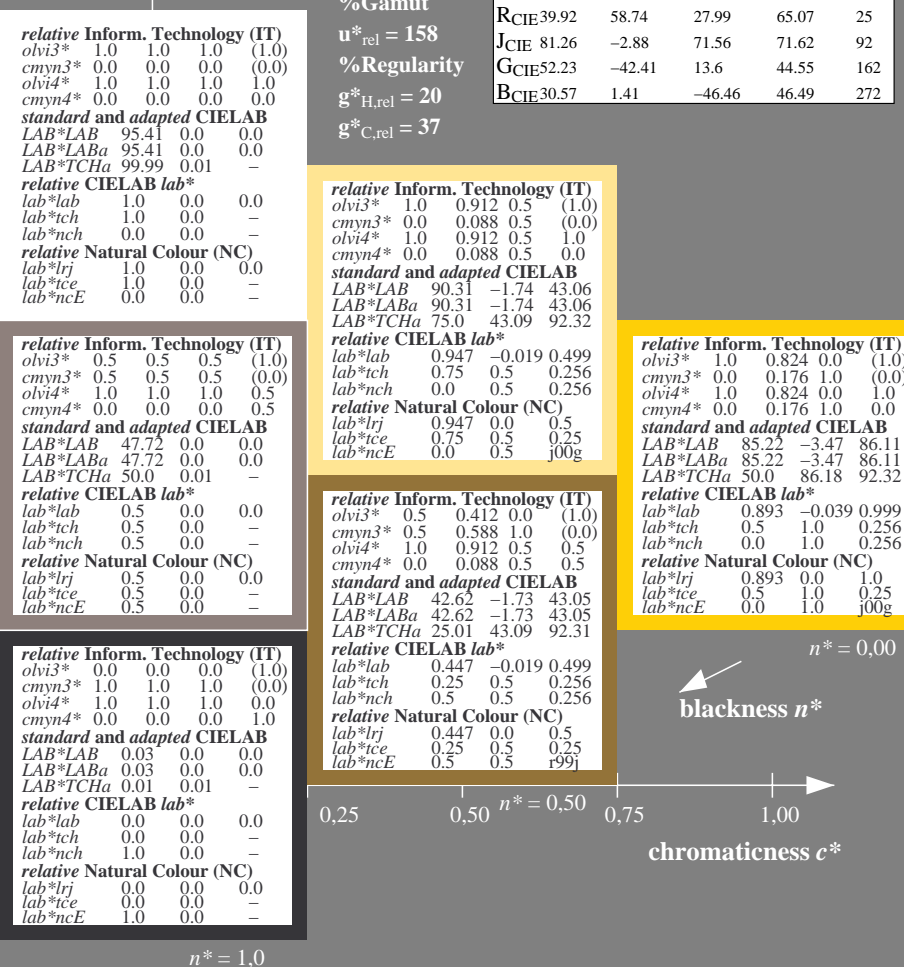 %Gamut
u*rel = 158
%Regularity
g*H,rel = 20
g*C,rel = 37
RCIE 39.92 58.74 27.99 65.07 25
JCIE 81.26 −2.88 71.56 71.62 92
GCIE 52.23 −42.41 13.6 44.55 162
BCIE 30.57 1.41 −46.46 46.49 272
relative Inform. Technology (IT)
olvi3* 1.0 1.0 1.0 (1.0)
cmyn3* 0.0 0.0 0.0 (0.0)
olvi4* 1.0 1.0 1.0 1.0
cmyn4* 0.0 0.0 0.0 0.0
standard and adapted CIELAB
LAB*LAB 95.41 0.0 0.0
LAB*LABa 95.41 0.0 0.0
LAB*TCHa 99.99 0.01 –
relative CIELAB lab*
lab*lab 1.0 0.0 0.0
lab*tch 1.0 0.0 –
lab*nch 0.0 0.0 –
relative Natural Colour (NC)
lab*lrj 1.0 0.0 0.0
lab*tce 1.0 0.0 –
lab*ncE 0.0 0.0 –
relative Inform. Technology (IT)
olvi3* 1.0 0.912 0.5 (1.0)
cmyn3* 0.0 0.088 0.5 (0.0)
olvi4* 1.0 0.912 0.5 1.0
cmyn4* 0.0 0.088 0.5 0.0
standard and adapted CIELAB
LAB*LAB 90.31 −1.74 43.06
LAB*LABa 90.31 −1.74 43.06
LAB*TCHa 75.0 43.09 92.32
relative CIELAB lab*
lab*lab 0.947 −0.019 0.499
lab*tch 0.75 0.5 0.256
lab*nch 0.0 0.5 0.256
relative Natural Colour (NC)
lab*lrj 0.947 0.0 0.5
lab*tce 0.75 0.5 0.25
lab*ncE 0.0 0.5 j00g
relative Inform. Technology (IT)
olvi3* 0.5 0.5 0.5 (1.0)
cmyn3* 0.5 0.5 0.5 (0.0)
olvi4* 1.0 1.0 1.0 0.5
cmyn4* 0.0 0.0 0.0 0.5
standard and adapted CIELAB
LAB*LAB 47.72 0.0 0.0
LAB*LABa 47.72 0.0 0.0
LAB*TCHa 50.0 0.01 –
relative CIELAB lab*
lab*lab 0.5 0.0 0.0
lab*tch 0.5 0.0 –
lab*nch 0.5 0.0 –
relative Natural Colour (NC)
lab*lrj 0.5 0.0 0.0
lab*tce 0.5 0.0 –
lab*ncE 0.5 0.0 –
relative Inform. Technology (IT)
olvi3* 1.0 0.824 0.0 (1.0)
cmyn3* 0.0 0.176 1.0 (0.0)
olvi4* 1.0 0.824 0.0 1.0
cmyn4* 0.0 0.176 1.0 0.0
standard and adapted CIELAB
LAB*LAB 85.22 −3.47 86.11
LAB*LABa 85.22 −3.47 86.11
LAB*TCHa 50.0 86.18 92.32
relative CIELAB lab*
lab*lab 0.893 −0.039 0.999
lab*tch 0.5 1.0 0.256
lab*nch 0.0 1.0 0.256
relative Natural Colour (NC)
lab*lrj 0.893 0.0 1.0
lab*tce 0.5 1.0 0.25
lab*ncE 0.0 1.0 j00g
relative Inform. Technology (IT)
olvi3* 0.5 0.412 0.0 (1.0)
cmyn3* 0.5 0.588 1.0 (0.0)
olvi4* 1.0 0.912 0.5 0.5
cmyn4* 0.0 0.088 0.5 0.5
standard and adapted CIELAB
LAB*LAB 42.62 −1.73 43.05
LAB*LABa 42.62 −1.73 43.05
LAB*TCHa 25.01 43.09 92.31
relative CIELAB lab*
lab*lab 0.447 −0.019 0.499
lab*tch 0.25 0.5 0.256
lab*nch 0.5 0.5 0.256
relative Natural Colour (NC)
lab*lrj 0.447 0.0 0.5
lab*tce 0.25 0.5 0.25
lab*ncE 0.5 0.5 r99j
relative Inform. Technology (IT)
olvi3* 0.0 0.0 0.0 (1.0)
cmyn3* 1.0 1.0 1.0 (0.0)
olvi4* 1.0 1.0 1.0 0.0
cmyn4* 0.0 0.0 0.0 1.0
standard and adapted CIELAB
LAB*LAB 0.03 0.0 0.0
LAB*LABa 0.03 0.0 0.0
LAB*TCHa 0.01 0.01 –
relative CIELAB lab*
lab*lab 0.0 0.0 0.0
lab*tch 0.0 0.0 –
lab*nch 1.0 0.0 –
relative Natural Colour (NC)
lab*lrj 0.0 0.0 0.0
lab*tce 0.0 0.0 –
lab*ncE 1.0 0.0 –
n* = 0,00
blackness n*
n* = 0,50
0,25 0,50 0,75 1,00
chromaticness c*
n* = 1,0